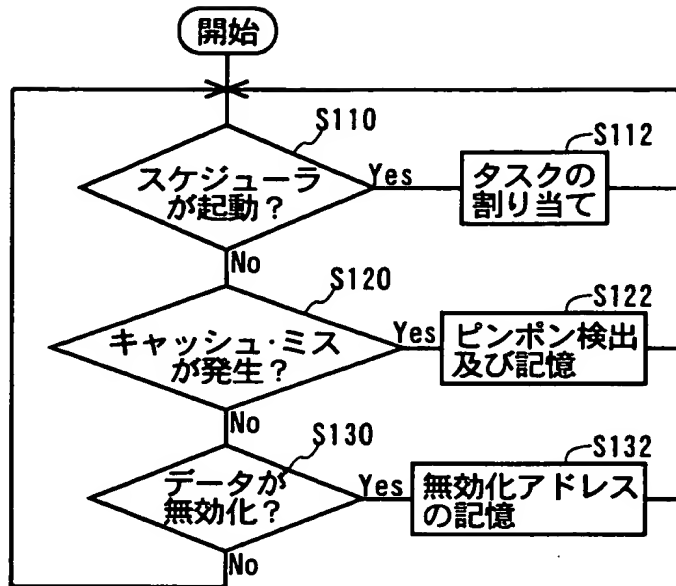 開始
S110
スケジューラ
が起動？
Yes
S112
タスクの
割り当て
No
S120
キャッシュ・ミス
が発生？
Yes
S122
ピンポン検出
及び記憶
No
S130
データが
無効化？
Yes
S132
無効化アドレス
の記憶
No